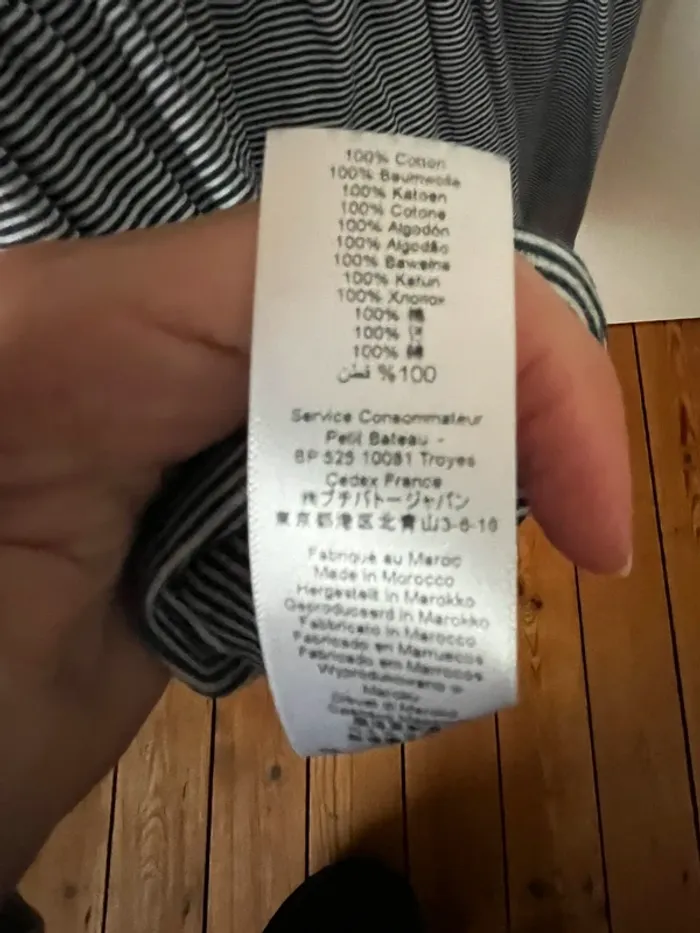 100% Cotton
100% Baumwolle
100% Katoen
100% Cotone
100% Algodón
100% Algodão
100% Bawełna
100% Katun
100% Хлопок
100% 棉
100%
100% 綿
100% قطن
Service Consommateur
Petit Bateau -
BP 525 10081 Troyes
Cedex France
㈱プチバトージャパン
東京都港区北青山3-6-16
Fabriqué au Maroc
Made in Morocco
Hergestellt in Marokko
Geproduceerd in Marokko
Fabbricato in Marocco
Fabricado en Marruecos
Fabricado em Marrocos
Wyprodukowano w
Maroku